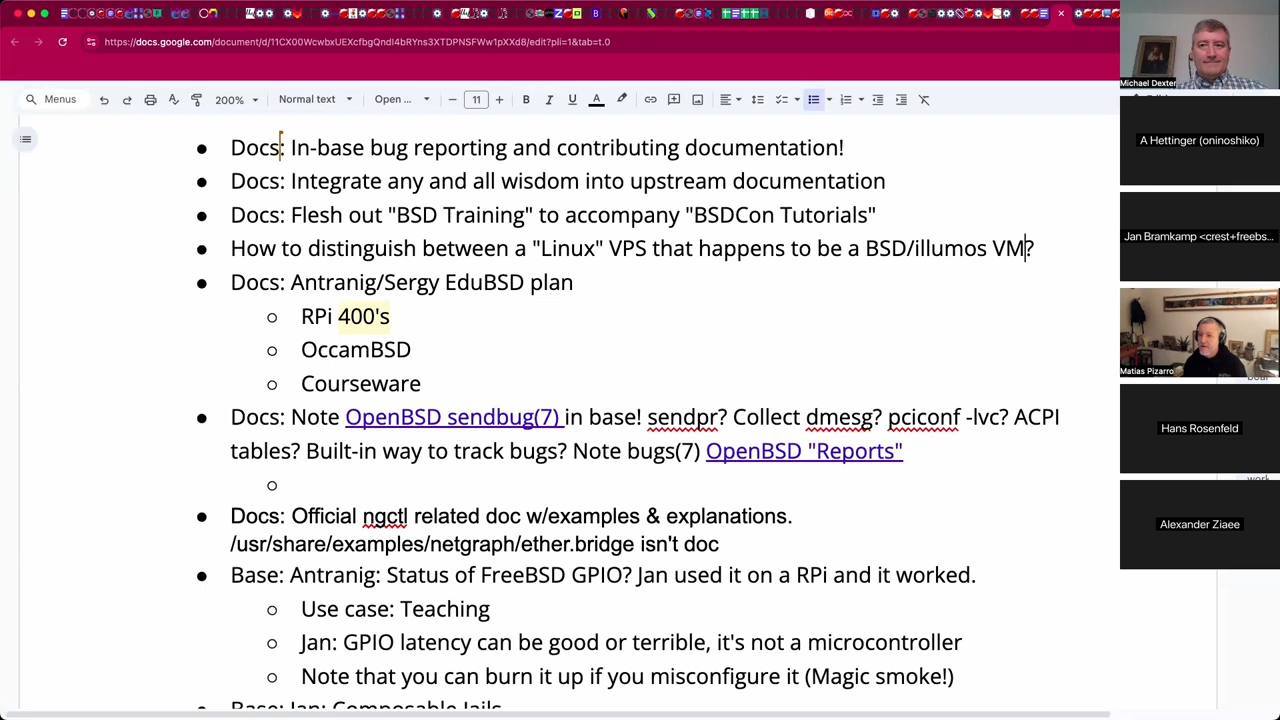 https://docs.google.com/document/d/11CX00WcwbxUEXcfbgQndI4bRYns3XTDPNSFWw1pXXd8/edit?pli=1&tab=t.0
Menus 200% Normal text Open ... 11 B I U A
Docs: In-base bug reporting and contributing documentation!
Docs: Integrate any and all wisdom into upstream documentation
Docs: Flesh out "BSD Training" to accompany "BSDCon Tutorials"
How to distinguish between a "Linux" VPS that happens to be a BSD/illumos VM?
Docs: Antranig/Sergy EduBSD plan
RPi 400's
OccamBSD
Courseware
Docs: Note OpenBSD sendbug(7) in base! sendpr? Collect dmesg? pciconf -lvc? ACPI
tables? Built-in way to track bugs? Note bugs(7) OpenBSD "Reports"
Docs: Official ngctl related doc w/examples & explanations.
/usr/share/examples/netgraph/ether.bridge isn't doc
Base: Antranig: Status of FreeBSD GPIO? Jan used it on a RPi and it worked.
Use case: Teaching
Jan: GPIO latency can be good or terrible, it's not a microcontroller
Note that you can burn it up if you misconfigure it (Magic smoke!)
Base: Jan: Composable Jails
Michael Dexter
A Hettinger (oninoshiko)
Jan Bramkamp <crest+freebs...
Matias Pizarro
Hans Rosenfeld
Alexander Ziaee